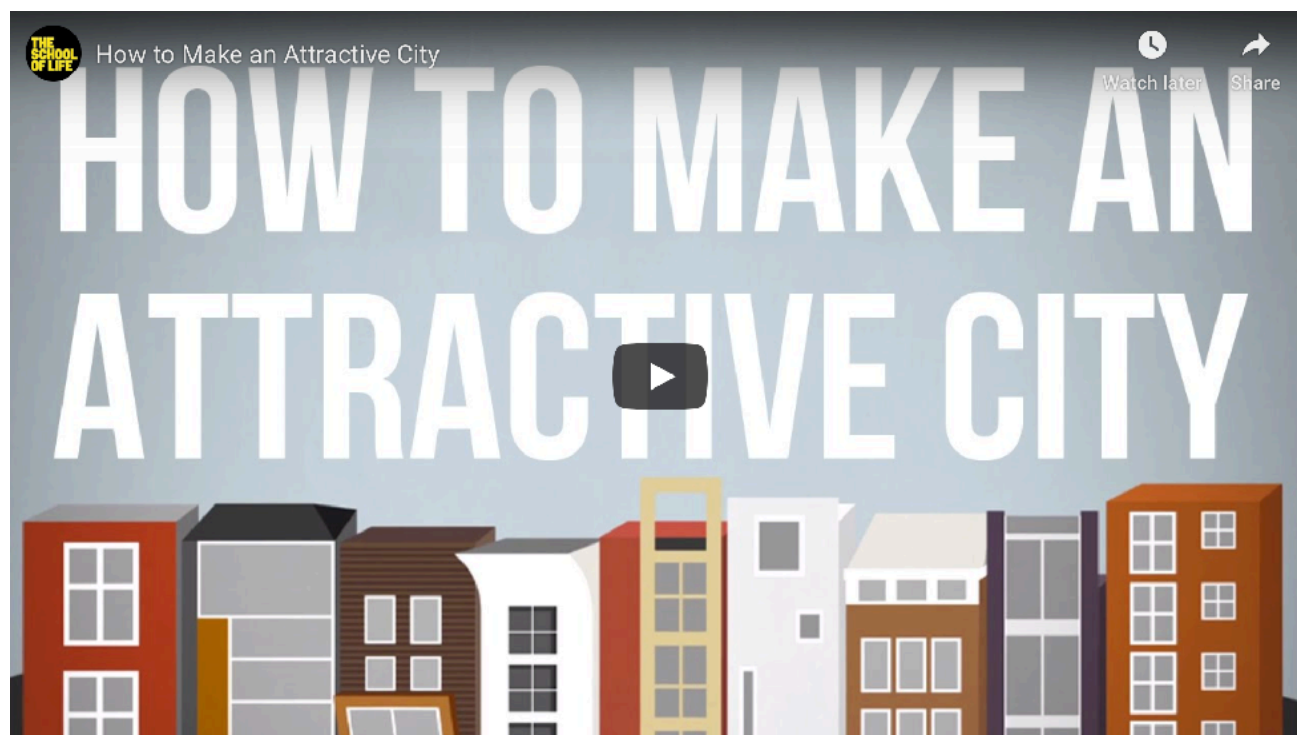 THE
SCHOOL
OF LIFE
How to Make an Attractive City
Watch later
Share
HOW TO MAKE AN
ATTRACTIVE CITY